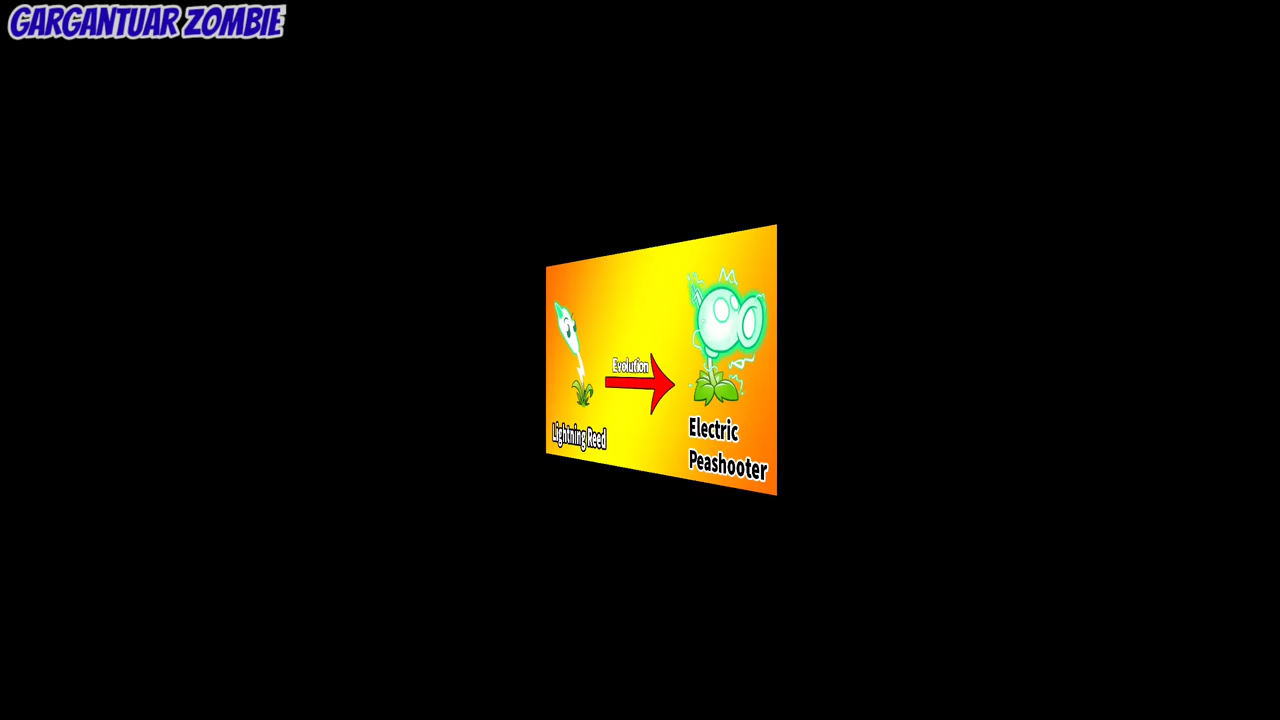 GARGANTUAR ZOMBIE
Evolution
Lightning Reed
Electric
Peashooter